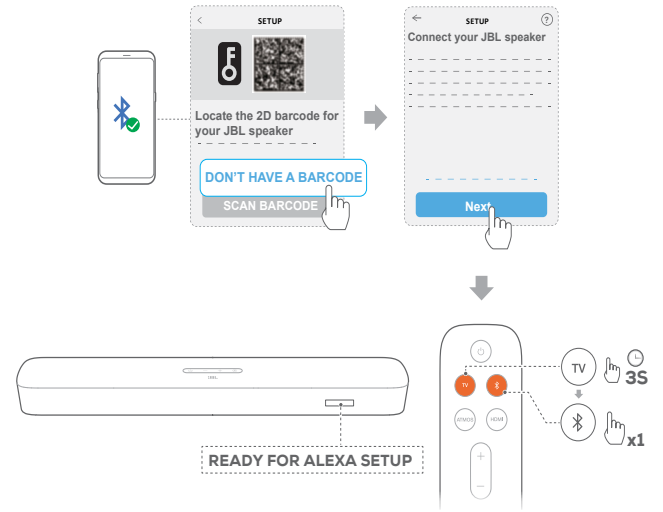 SETUP
Locate the 2D barcode for
your JBL speaker
DON'T HAVE A BARCODE
SCAN BARCODE
SETUP
?
Connect your JBL speaker
Next
JBL
READY FOR ALEXA SETUP
TV
ATMOS
HDMI
+
−
TV
3S
x1